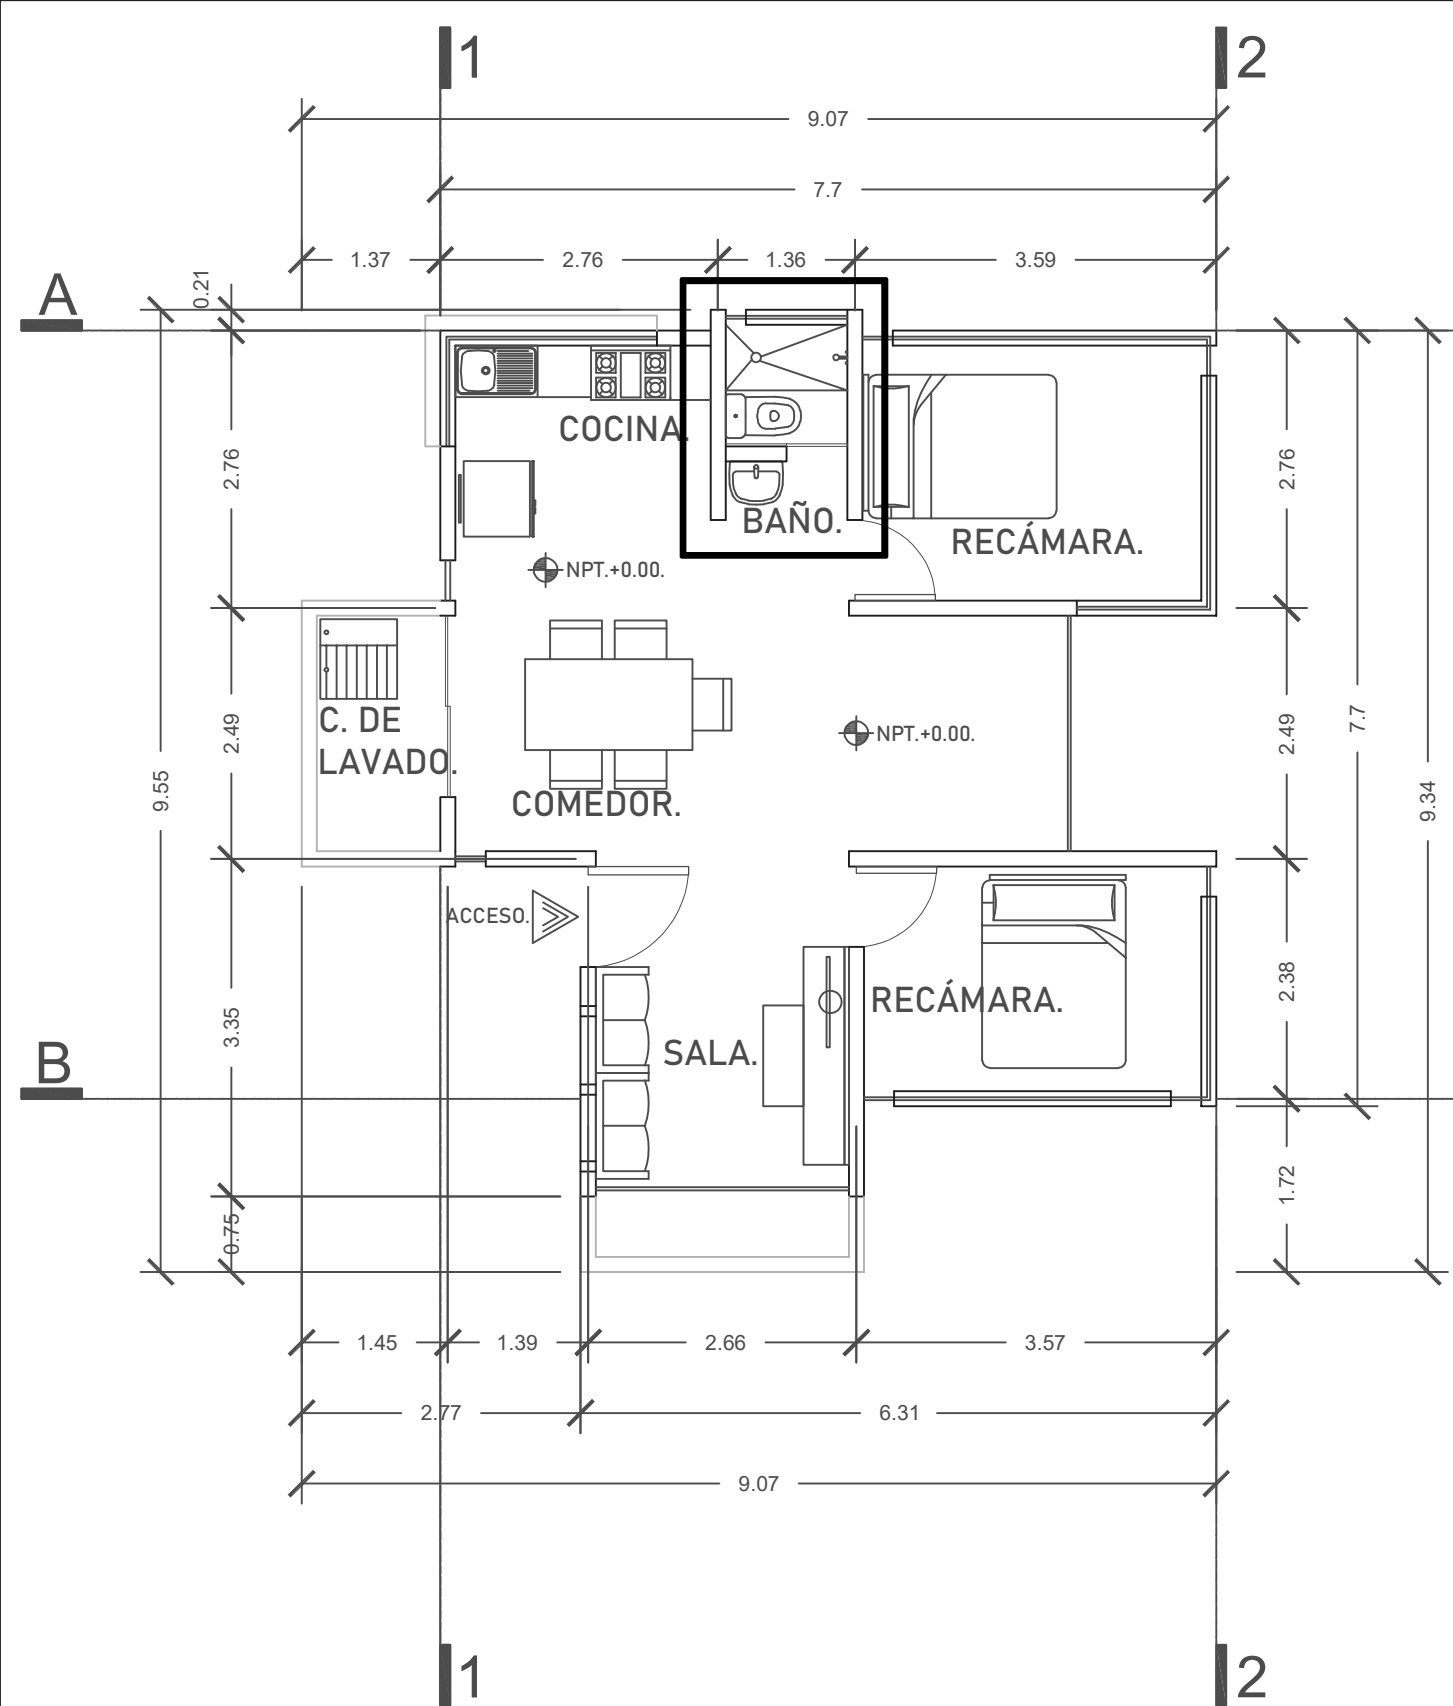 1
2
9.07
7.7
1.37
2.76
1.36
3.59
A
0.21
COCINA.
BAÑO.
RECÁMARA.
NPT.+0.00.
2.76
2.76
C. DE
LAVADO.
NPT.+0.00.
2.49
2.49
7.7
9.55
9.34
COMEDOR.
ACCESO.
RECÁMARA.
SALA.
2.38
3.35
B
1.72
0.75
1.45
1.39
2.66
3.57
2.77
6.31
9.07
1
2